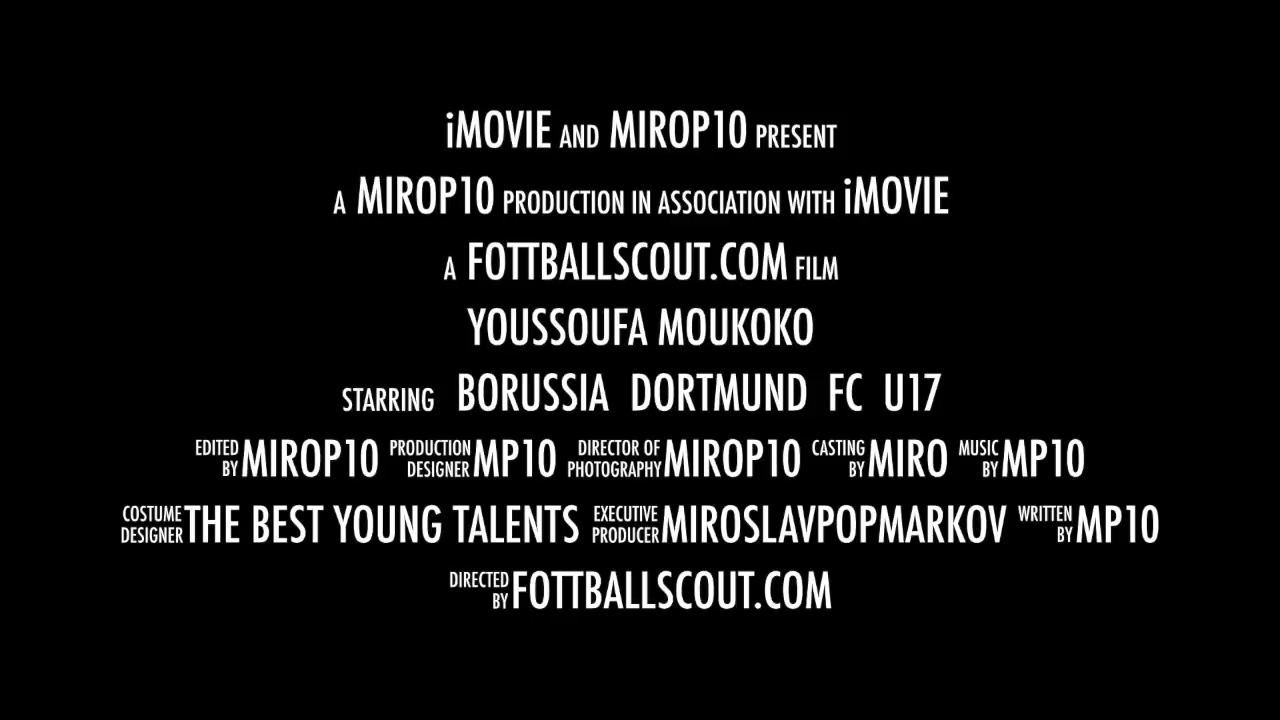 iMOVIE AND MIROP10 PRESENT
A MIROP10 PRODUCTION IN ASSOCIATION WITH iMOVIE
A FOTTBALLSCOUT.COM FILM
YOUSSOUFA MOUKOKO
STARRING BORUSSIA DORTMUND FC U17
EDITED BY MIROP10 PRODUCTION DESIGNER MP10 DIRECTOR OF PHOTOGRAPHY MIROP10 CASTING BY MIRO MUSIC BY MP10
COSTUME DESIGNER THE BEST YOUNG TALENTS EXECUTIVE PRODUCER MIROSLAVPOPMARKOV WRITTEN BY MP10
DIRECTED BY FOTTBALLSCOUT.COM